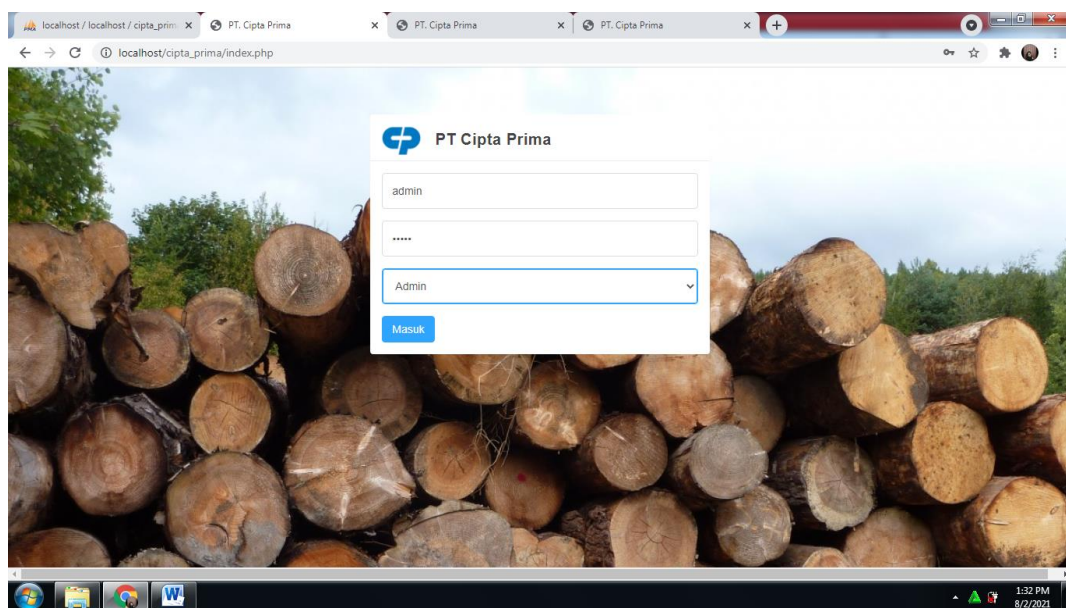 localhost / localhost / cipta_prim
PT. Cipta Prima
PT. Cipta Prima
PT. Cipta Prima
localhost/cipta_prima/index.php
PT Cipta Prima
admin
•••••
Admin
Masuk
1:32 PM
8/2/2021